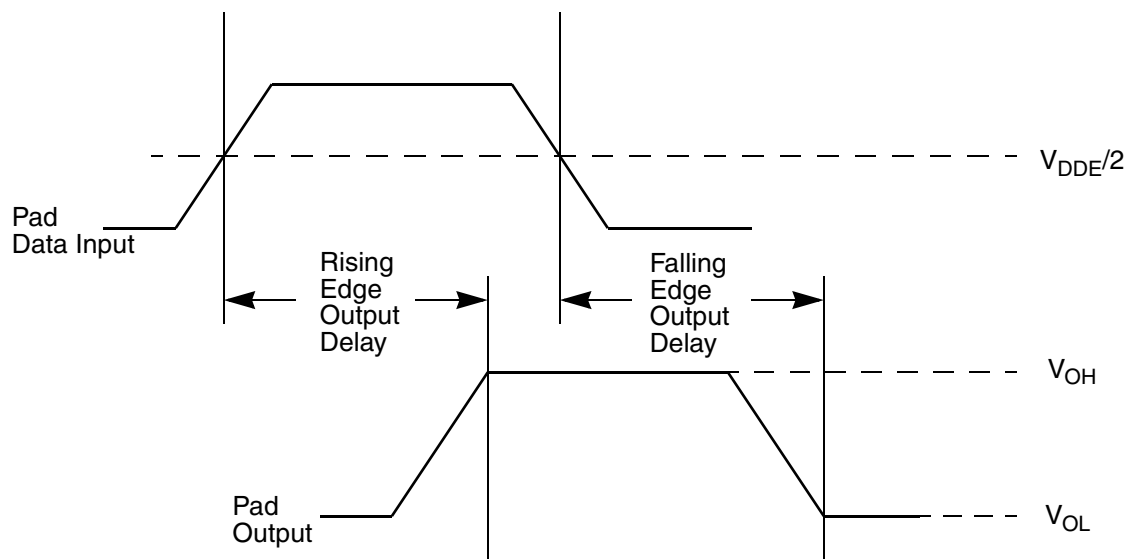 V_DDE/2
Pad
Data Input
Rising
Edge
Output
Delay
Falling
Edge
Output
Delay
V_OH
Pad
Output
V_OL